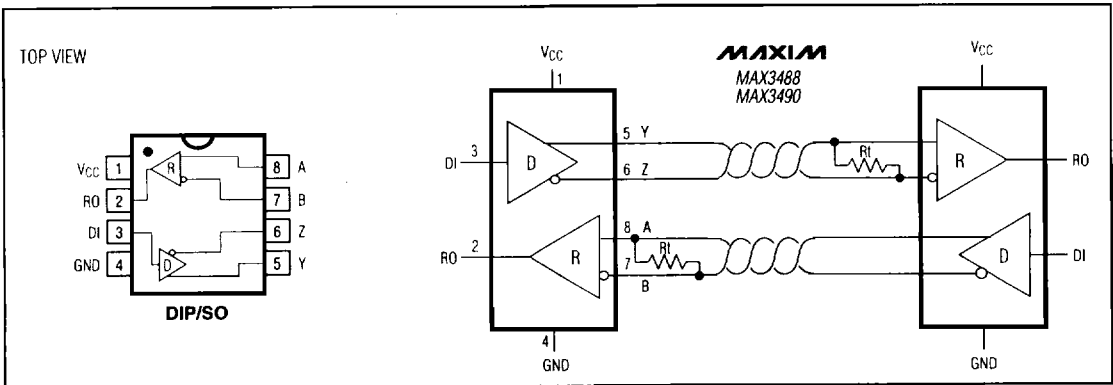 TOP VIEW
VCC 1
RO 2
DI 3
GND 4
8 A
7 B
6 Z
5 Y
R
D
DIP/SO
MAXIM
MAX3488
MAX3490
VCC
1
DI 3
D
5 Y
6 Z
Rt
R
RO
VCC
RO 2
R
8 A
Rt
7
B
D
DI
4
GND
GND